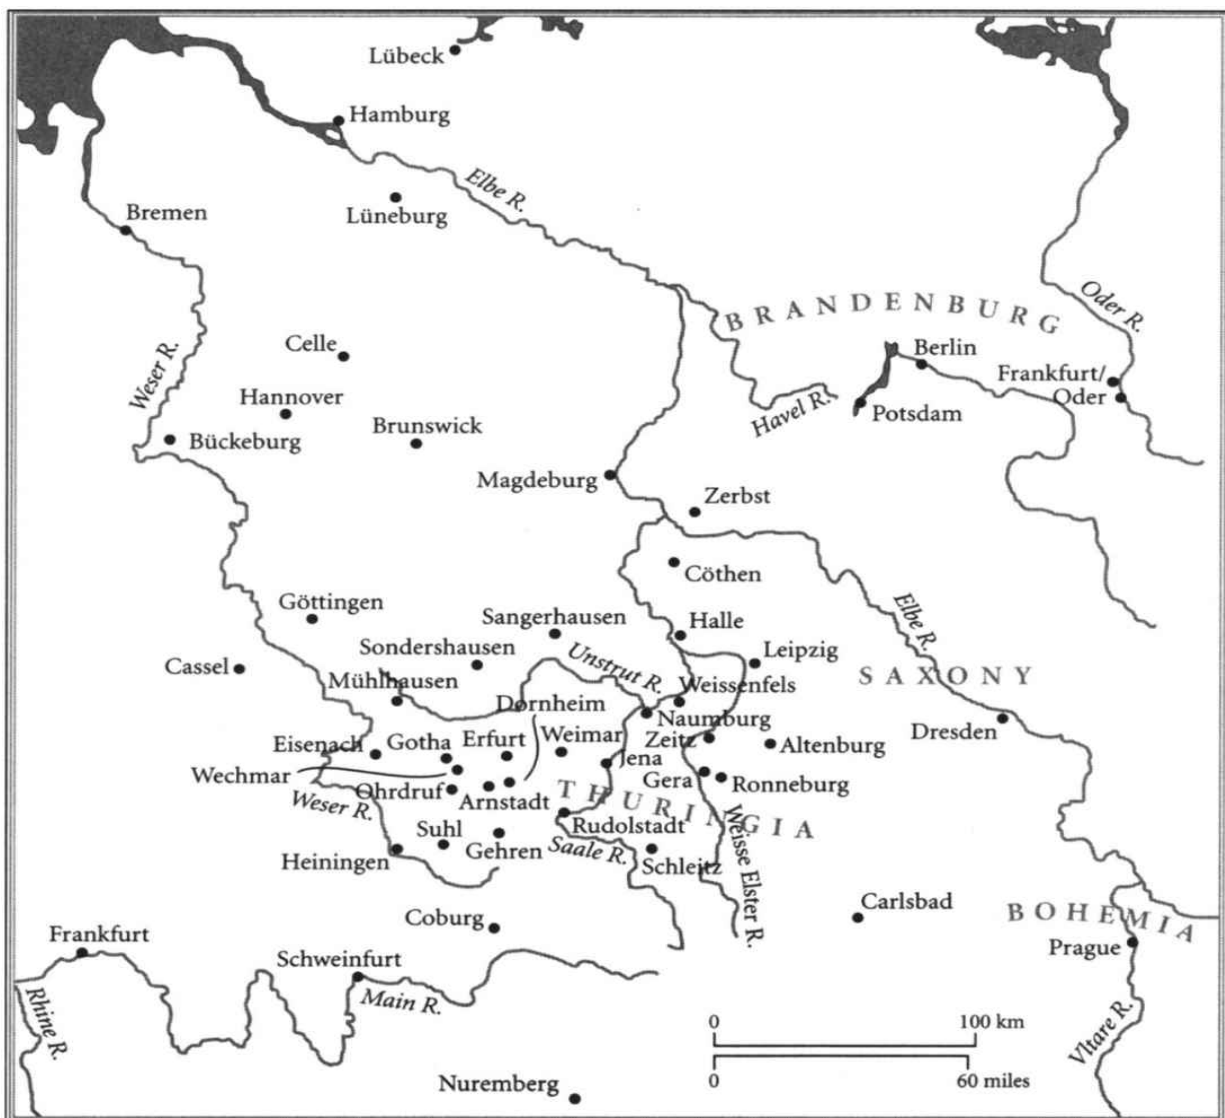 Lübeck
Hamburg
Elbe R.
Lüneburg
Bremen
BRANDENBURG
Oder R.
Weser R.
Celle
Berlin
Hannover
Frankfurt/
Oder
Havel R.
Potsdam
Bückeburg
Brunswick
Magdeburg
Zerbst
Cöthen
Göttingen
Sangerhausen
Halle
Elbe R.
Sondershausen
Unstrut R.
Leipzig
Cassel
Mühlhausen
Weissenfels
SAXONY
Dornheim
Naumburg
Dresden
Eisenach
Gotha
Erfurt
Weimar
Zeitz
Altenburg
Wechmar
Jena
Gera
Ronneburg
Ohrdruf
Arnstadt
THURINGIA
Weser R.
Rudolstadt
Weisse Elster R.
Suhl
Gehren
Saale R.
Heiningen
Schleitz
Carlsbad
Coburg
BOHEMIA
Frankfurt
Prague
Schweinfurt
Main R.
Rhine R.
Vltare R.
0 100 km
0 60 miles
Nuremberg